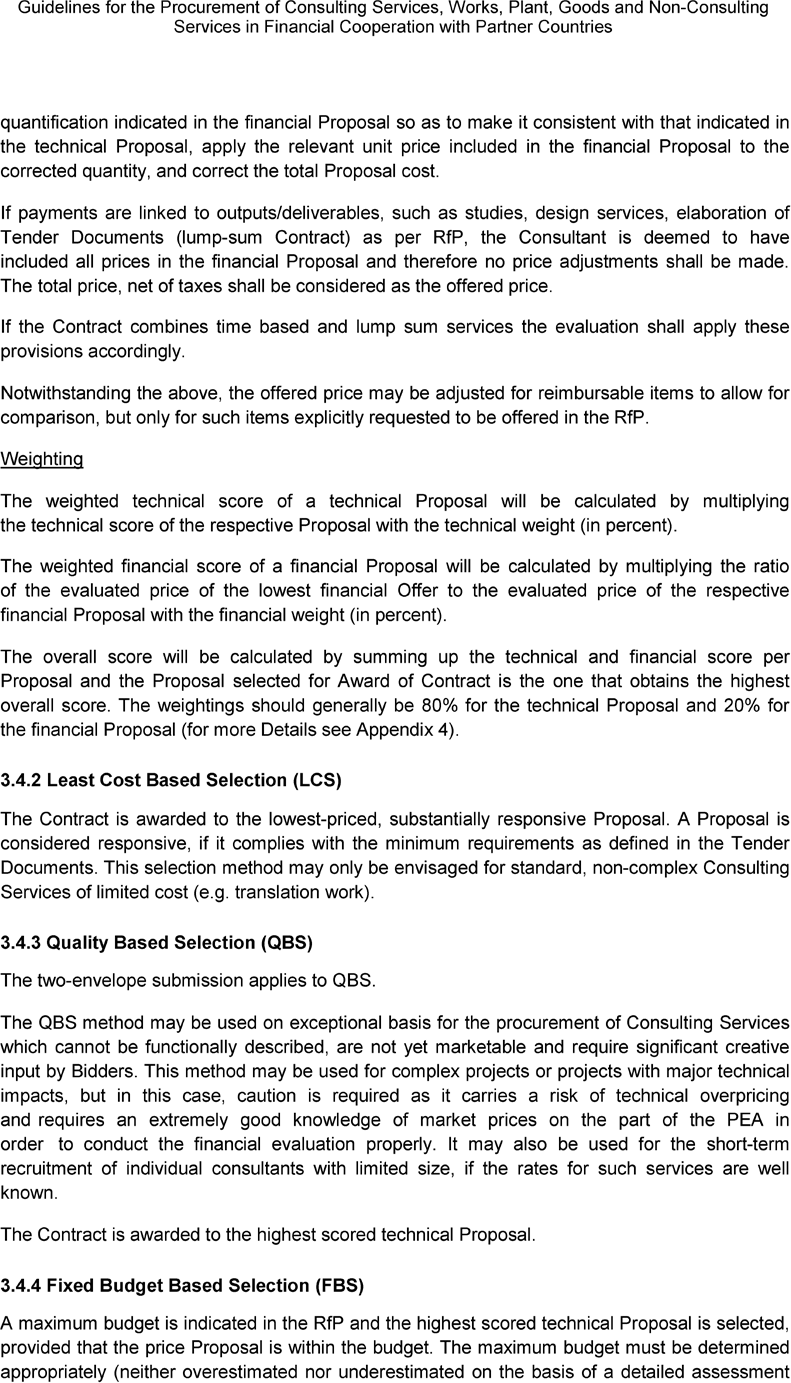 Guidelines for the Procurement of Consulting Services, Works, Plant, Goods and Non-Consulting
Services in Financial Cooperation with Partner Countries
quantification indicated in the financial Proposal so as to make it consistent with that indicated in
the technical Proposal, apply the relevant unit price included in the financial Proposal to the
corrected quantity, and correct the total Proposal cost.
If payments are linked to outputs/deliverables, such as studies, design services, elaboration of
Tender Documents (lump-sum Contract) as per RfP, the Consultant is deemed to have
included all prices in the financial Proposal and therefore no price adjustments shall be made.
The total price, net of taxes shall be considered as the offered price.
If the Contract combines time based and lump sum services the evaluation shall apply these
provisions accordingly.
Notwithstanding the above, the offered price may be adjusted for reimbursable items to allow for
comparison, but only for such items explicitly requested to be offered in the RfP.
Weighting
The weighted technical score of a technical Proposal will be calculated by multiplying
the technical score of the respective Proposal with the technical weight (in percent).
The weighted financial score of a financial Proposal will be calculated by multiplying the ratio
of the evaluated price of the lowest financial Offer to the evaluated price of the respective
financial Proposal with the financial weight (in percent).
The overall score will be calculated by summing up the technical and financial score per
Proposal and the Proposal selected for Award of Contract is the one that obtains the highest
overall score. The weightings should generally be 80% for the technical Proposal and 20% for
the financial Proposal (for more Details see Appendix 4).
3.4.2 Least Cost Based Selection (LCS)
The Contract is awarded to the lowest-priced, substantially responsive Proposal. A Proposal is
considered responsive, if it complies with the minimum requirements as defined in the Tender
Documents. This selection method may only be envisaged for standard, non-complex Consulting
Services of limited cost (e.g. translation work).
3.4.3 Quality Based Selection (QBS)
The two-envelope submission applies to QBS.
The QBS method may be used on exceptional basis for the procurement of Consulting Services
which cannot be functionally described, are not yet marketable and require significant creative
input by Bidders. This method may be used for complex projects or projects with major technical
impacts, but in this case, caution is required as it carries a risk of technical overpricing
and requires an extremely good knowledge of market prices on the part of the PEA in
order to conduct the financial evaluation properly. It may also be used for the short-term
recruitment of individual consultants with limited size, if the rates for such services are well
known.
The Contract is awarded to the highest scored technical Proposal.
3.4.4 Fixed Budget Based Selection (FBS)
A maximum budget is indicated in the RfP and the highest scored technical Proposal is selected,
provided that the price Proposal is within the budget. The maximum budget must be determined
appropriately (neither overestimated nor underestimated on the basis of a detailed assessment